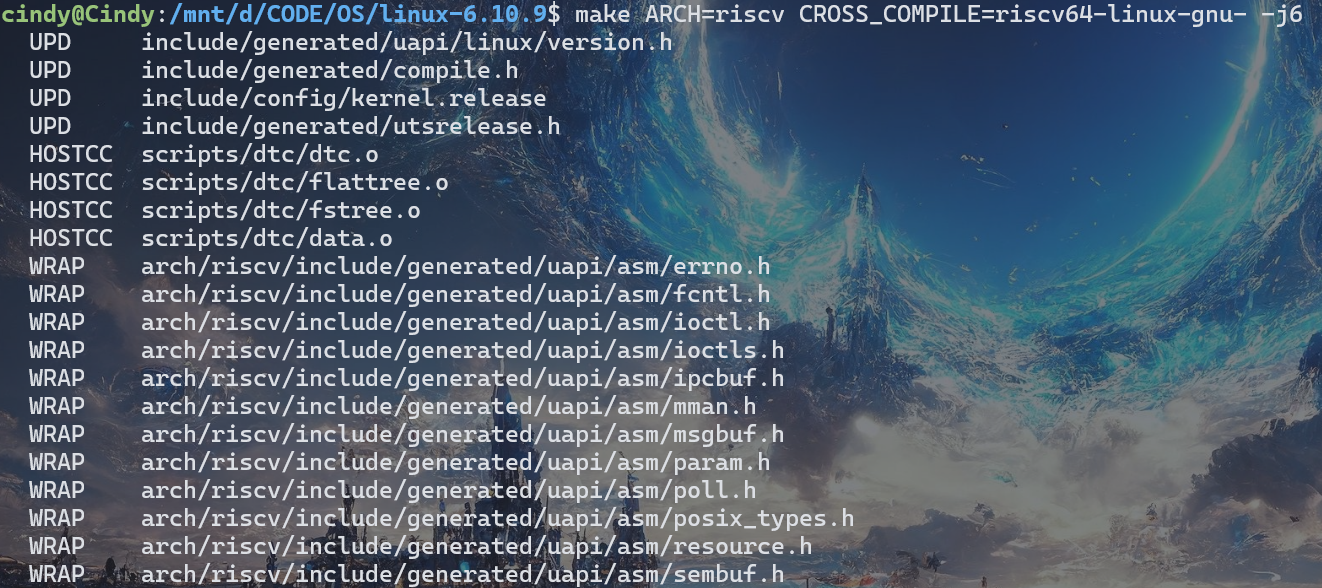 cindy@Cindy:/mnt/d/CODE/OS/linux-6.10.9$ make ARCH=riscv CROSS_COMPILE=riscv64-linux-gnu- -j6
UPD     include/generated/uapi/linux/version.h
UPD     include/generated/compile.h
UPD     include/config/kernel.release
UPD     include/generated/utsrelease.h
HOSTCC  scripts/dtc/dtc.o
HOSTCC  scripts/dtc/flattree.o
HOSTCC  scripts/dtc/fstree.o
HOSTCC  scripts/dtc/data.o
WRAP    arch/riscv/include/generated/uapi/asm/errno.h
WRAP    arch/riscv/include/generated/uapi/asm/fcntl.h
WRAP    arch/riscv/include/generated/uapi/asm/ioctl.h
WRAP    arch/riscv/include/generated/uapi/asm/ioctls.h
WRAP    arch/riscv/include/generated/uapi/asm/ipcbuf.h
WRAP    arch/riscv/include/generated/uapi/asm/mman.h
WRAP    arch/riscv/include/generated/uapi/asm/msgbuf.h
WRAP    arch/riscv/include/generated/uapi/asm/param.h
WRAP    arch/riscv/include/generated/uapi/asm/poll.h
WRAP    arch/riscv/include/generated/uapi/asm/posix_types.h
WRAP    arch/riscv/include/generated/uapi/asm/resource.h
WRAP    arch/riscv/include/generated/uapi/asm/sembuf.h